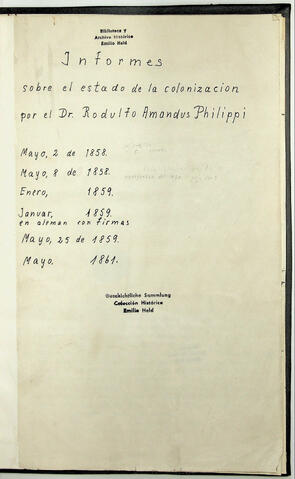 Biblioteca y
Archivo Histórico
Emilio Held
Informes
sobre el estado de la colonizacion
por el Dr. Rodulfo Amandus Philippi
Mayo, 2 de 1858.
Mayo, 8 de 1858.
Enero, 1859.
Januar, 1859.
en aleman con firmas
Mayo, 25 de 1859.
Mayo. 1861.
Geschichtliche Sammlung
Colección Histórica
Emilio Held